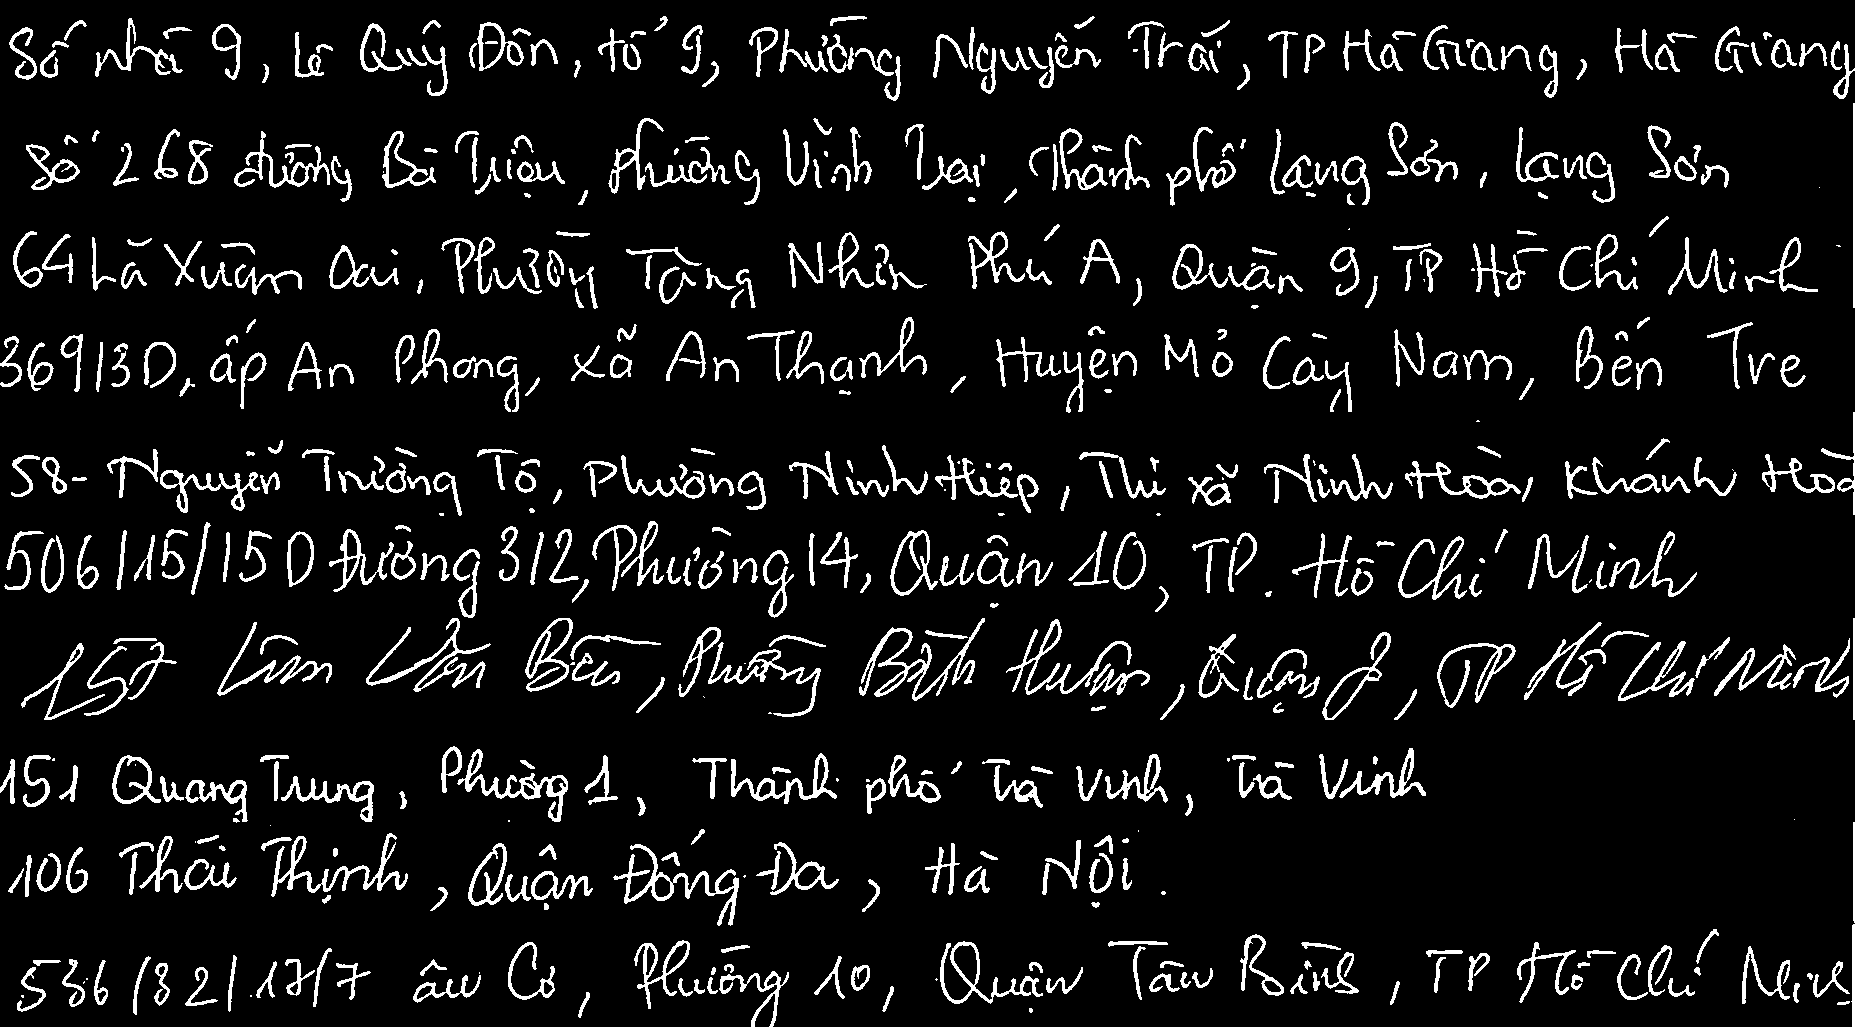 Số nhà 9, Lê Quý Đôn, tổ 9, Phường Nguyễn Trãi, TP Hà Giang, Hà Giang
Số 268 đường Bà Triệu, phường Vĩnh Trại, Thành phố Lạng Sơn, Lạng Sơn
64 Lã Xuân Oai, Phường Tăng Nhơn Phú A, Quận 9, TP Hồ Chí Minh
369/3D, ấp An Phong, xã An Thạnh, Huyện Mỏ Cày Nam, Bến Tre
58- Nguyễn Trường Tộ, Phường Ninh Hiệp, Thị xã Ninh Hòa, Khánh Hòa
506/15/15D Đường 3/2, Phường 14, Quận 10, TP. Hồ Chí Minh
157 Lâm Văn Bền, Phường Bình Thuận, Quận 7, TP Hồ Chí Minh
151 Quang Trung, Phường 1, Thành phố Trà Vinh, Trà Vinh
106 Thái Thịnh, Quận Đống Đa, Hà Nội.
536/82/17/7 Âu Cơ, Phường 10, Quận Tân Bình, TP Hồ Chí Minh